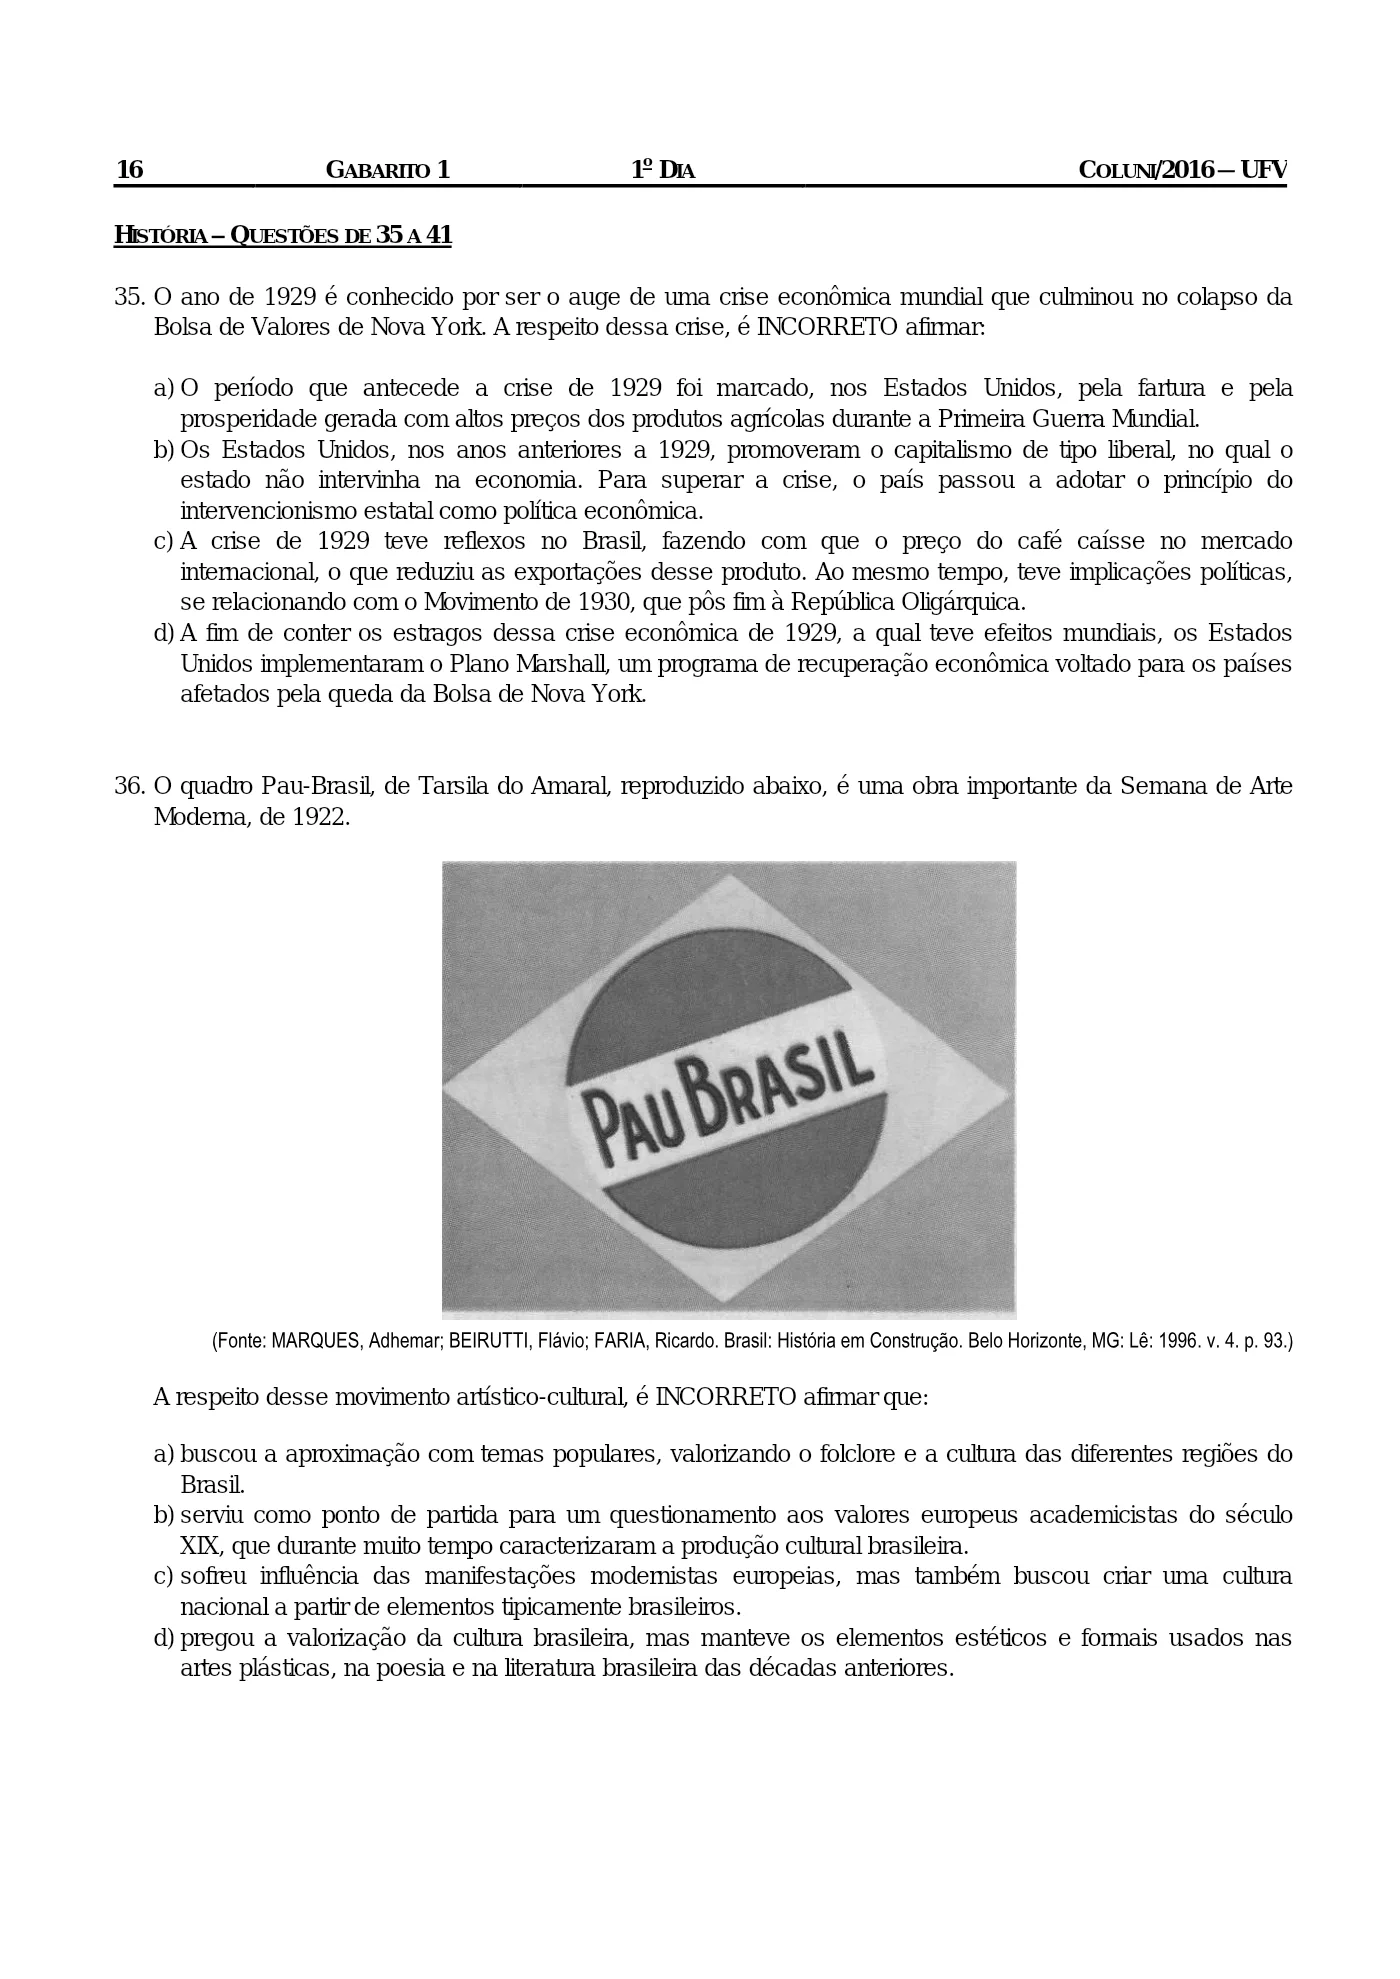 16 GABARITO 1 1º DIA COLUNI/2016 – UFV
HISTÓRIA – QUESTÕES DE 35 A 41
35. O ano de 1929 é conhecido por ser o auge de uma crise econômica mundial que culminou no colapso da
Bolsa de Valores de Nova York. A respeito dessa crise, é INCORRETO afirmar:
a) O período que antecede a crise de 1929 foi marcado, nos Estados Unidos, pela fartura e pela
prosperidade gerada com altos preços dos produtos agrícolas durante a Primeira Guerra Mundial.
b) Os Estados Unidos, nos anos anteriores a 1929, promoveram o capitalismo de tipo liberal, no qual o
estado não intervinha na economia. Para superar a crise, o país passou a adotar o princípio do
intervencionismo estatal como política econômica.
c) A crise de 1929 teve reflexos no Brasil, fazendo com que o preço do café caísse no mercado
internacional, o que reduziu as exportações desse produto. Ao mesmo tempo, teve implicações políticas,
se relacionando com o Movimento de 1930, que pôs fim à República Oligárquica.
d) A fim de conter os estragos dessa crise econômica de 1929, a qual teve efeitos mundiais, os Estados
Unidos implementaram o Plano Marshall, um programa de recuperação econômica voltado para os países
afetados pela queda da Bolsa de Nova York.
36. O quadro Pau-Brasil, de Tarsila do Amaral, reproduzido abaixo, é uma obra importante da Semana de Arte
Moderna, de 1922.
PAU BRASIL
(Fonte: MARQUES, Adhemar; BEIRUTTI, Flávio; FARIA, Ricardo. Brasil: História em Construção. Belo Horizonte, MG: Lê: 1996. v. 4. p. 93.)
A respeito desse movimento artístico-cultural, é INCORRETO afirmar que:
a) buscou a aproximação com temas populares, valorizando o folclore e a cultura das diferentes regiões do
Brasil.
b) serviu como ponto de partida para um questionamento aos valores europeus academicistas do século
XIX, que durante muito tempo caracterizaram a produção cultural brasileira.
c) sofreu influência das manifestações modernistas europeias, mas também buscou criar uma cultura
nacional a partir de elementos tipicamente brasileiros.
d) pregou a valorização da cultura brasileira, mas manteve os elementos estéticos e formais usados nas
artes plásticas, na poesia e na literatura brasileira das décadas anteriores.